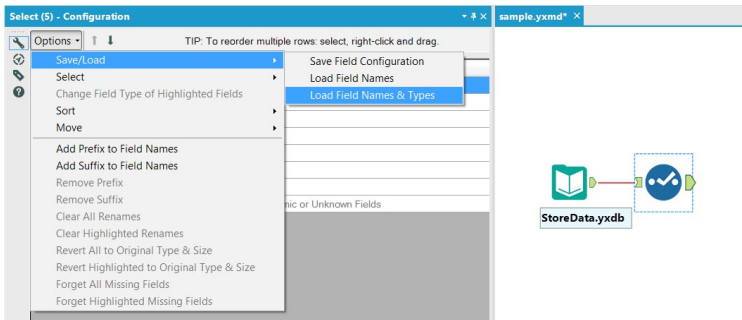 Select (5) - Configuration
sample.yxmd*
Options
TIP: To reorder multiple rows: select, right-click and drag.
Save/Load
Save Field Configuration
Select
Load Field Names
Change Field Type of Highlighted Fields
Load Field Names & Types
Sort
Move
Add Prefix to Field Names
Add Suffix to Field Names
Remove Prefix
Remove Suffix
mic or Unknown Fields
Clear All Renames
Clear Highlighted Renames
Revert All to Original Type & Size
Revert Highlighted to Original Type & Size
Forget All Missing Fields
Forget Highlighted Missing Fields
StoreData.yxdb